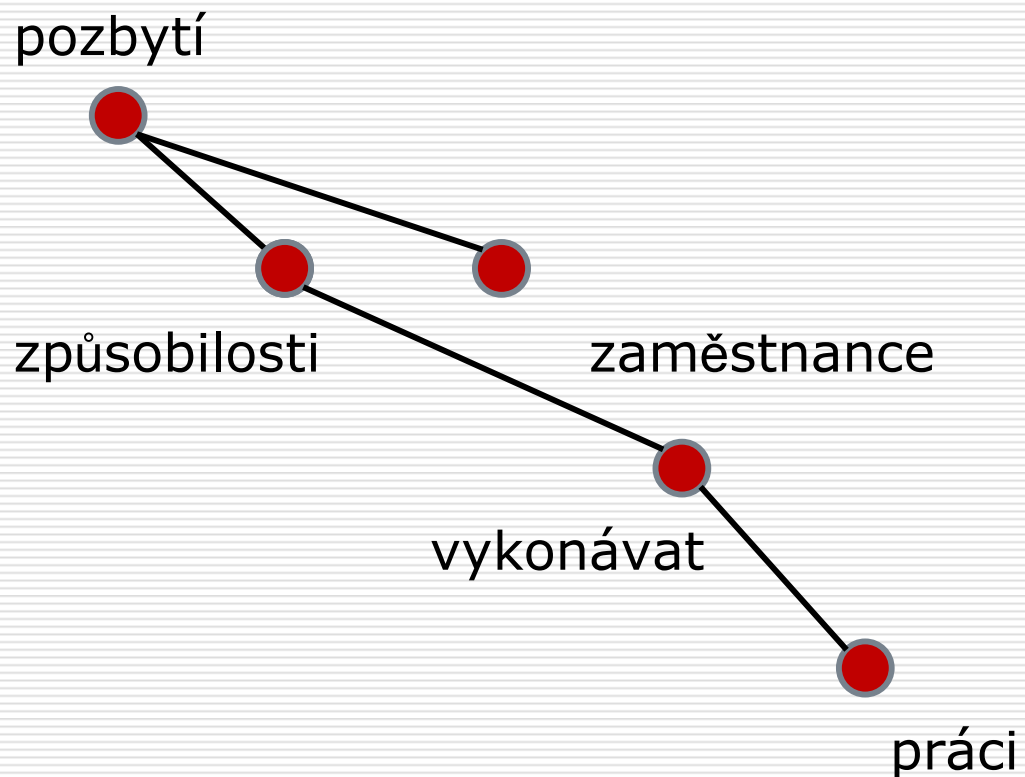 pozbytí
způsobilosti zaměstnance
vykonávat
práci